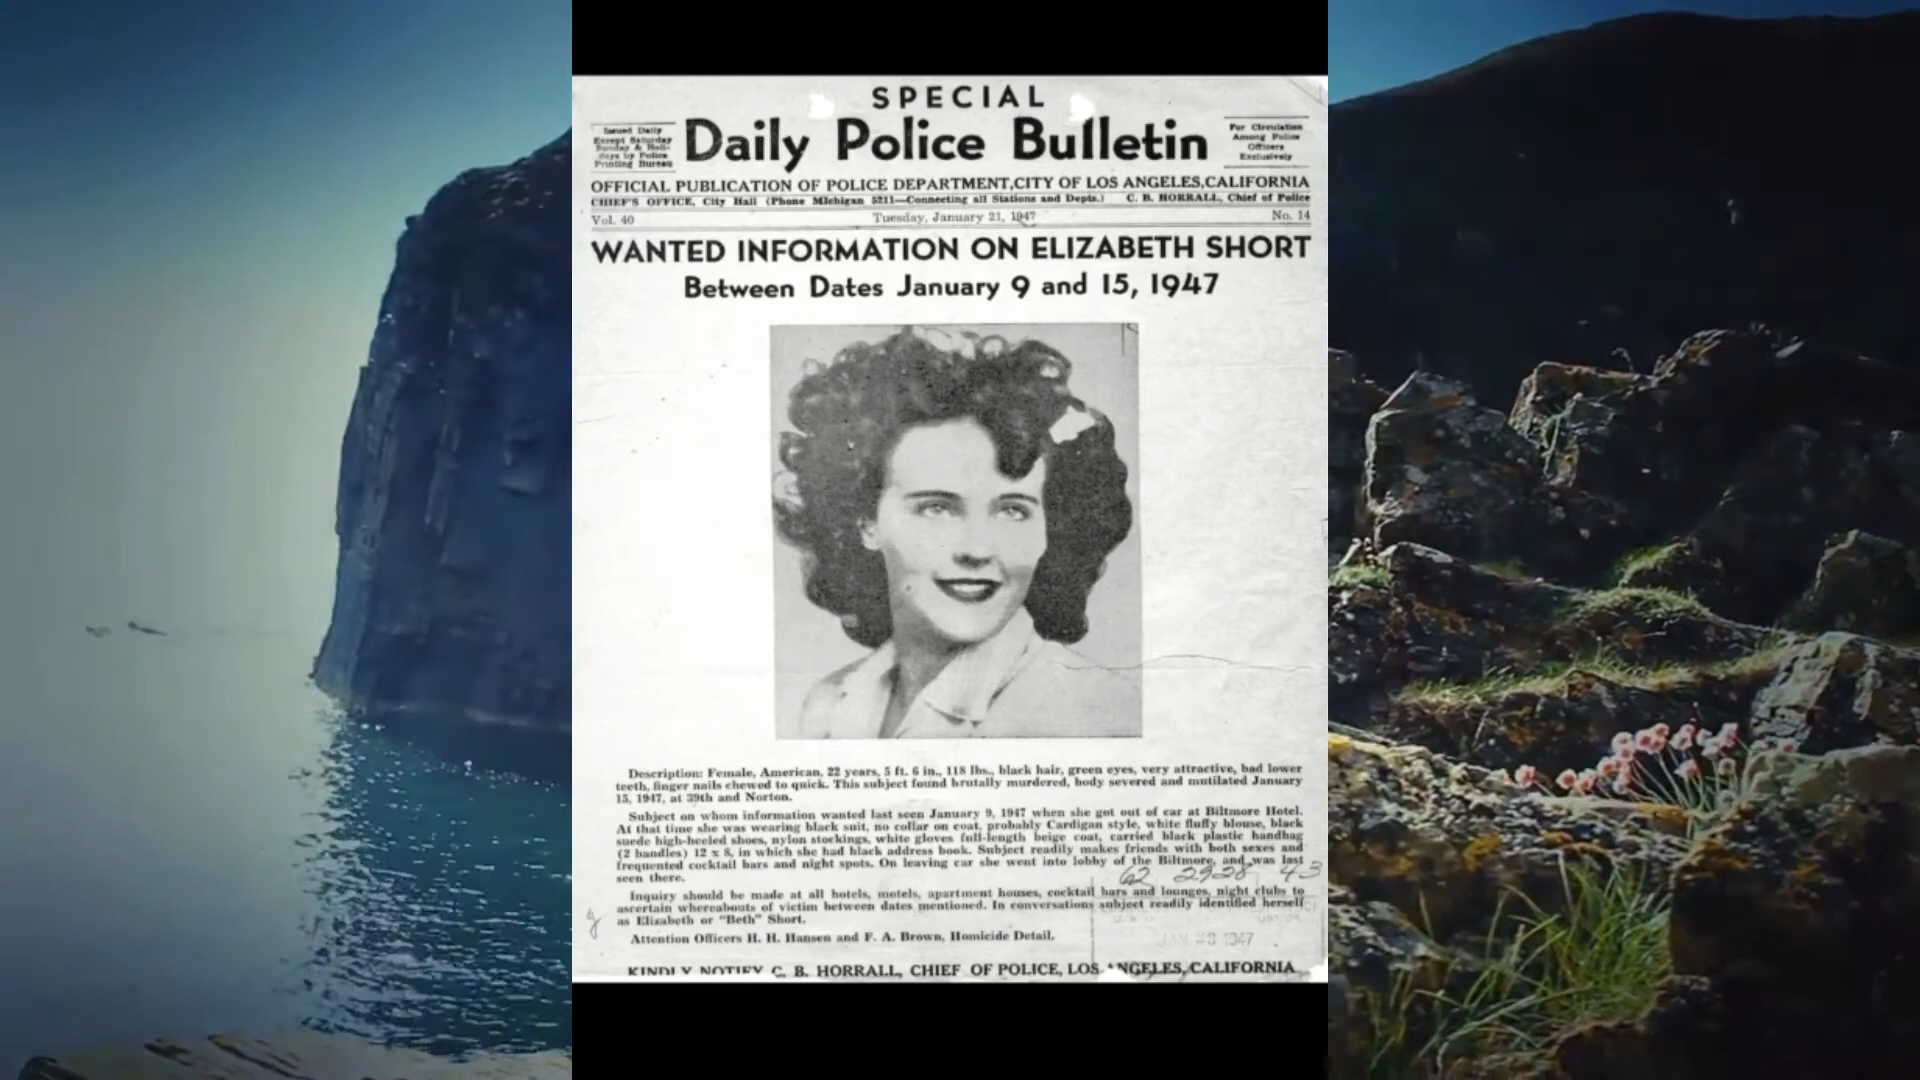 SPECIAL
Issued Daily
Except Saturday
Sunday & Holi-
days by Police
Printing Bureau
Daily Police Bulletin
For Circulation
Among Police
Officers
Exclusively
OFFICIAL PUBLICATION OF POLICE DEPARTMENT, CITY OF LOS ANGELES, CALIFORNIA
CHIEF'S OFFICE, City Hall (Phone MIchigan 5211—Connecting all Stations and Depts.) C. B. HORRALL, Chief of Police
Vol. 40 Tuesday, January 21, 1947 No. 14
WANTED INFORMATION ON ELIZABETH SHORT
Between Dates January 9 and 15, 1947
Description: Female, American, 22 years, 5 ft. 6 in., 118 lbs., black hair, green eyes, very attractive, bad lower
teeth, finger nails chewed to quick. This subject found brutally murdered, body severed and mutilated January
15, 1947, at 39th and Norton.
Subject on whom information wanted last seen January 9, 1947 when she got out of car at Biltmore Hotel.
At that time she was wearing black suit, no collar on coat, probably Cardigan style, white fluffy blouse, black
suede high-heeled shoes, nylon stockings, white gloves full-length beige coat, carried black plastic handbag
(2 handles) 12 x 8, in which she had black address book. Subject readily makes friends with both sexes and
frequented cocktail bars and night spots. On leaving car she went into lobby of the Biltmore, and was last
seen there.
62 2928 43
Inquiry should be made at all hotels, motels, apartment houses, cocktail bars and lounges, night clubs to
ascertain whereabouts of victim between dates mentioned. In conversations subject readily identified herself
as Elizabeth or "Beth" Short.
Attention Officers H. H. Hansen and F. A. Brown, Homicide Detail.
JAN 1947
KINDLY NOTIFY C. B. HORRALL, CHIEF OF POLICE, LOS ANGELES, CALIFORNIA